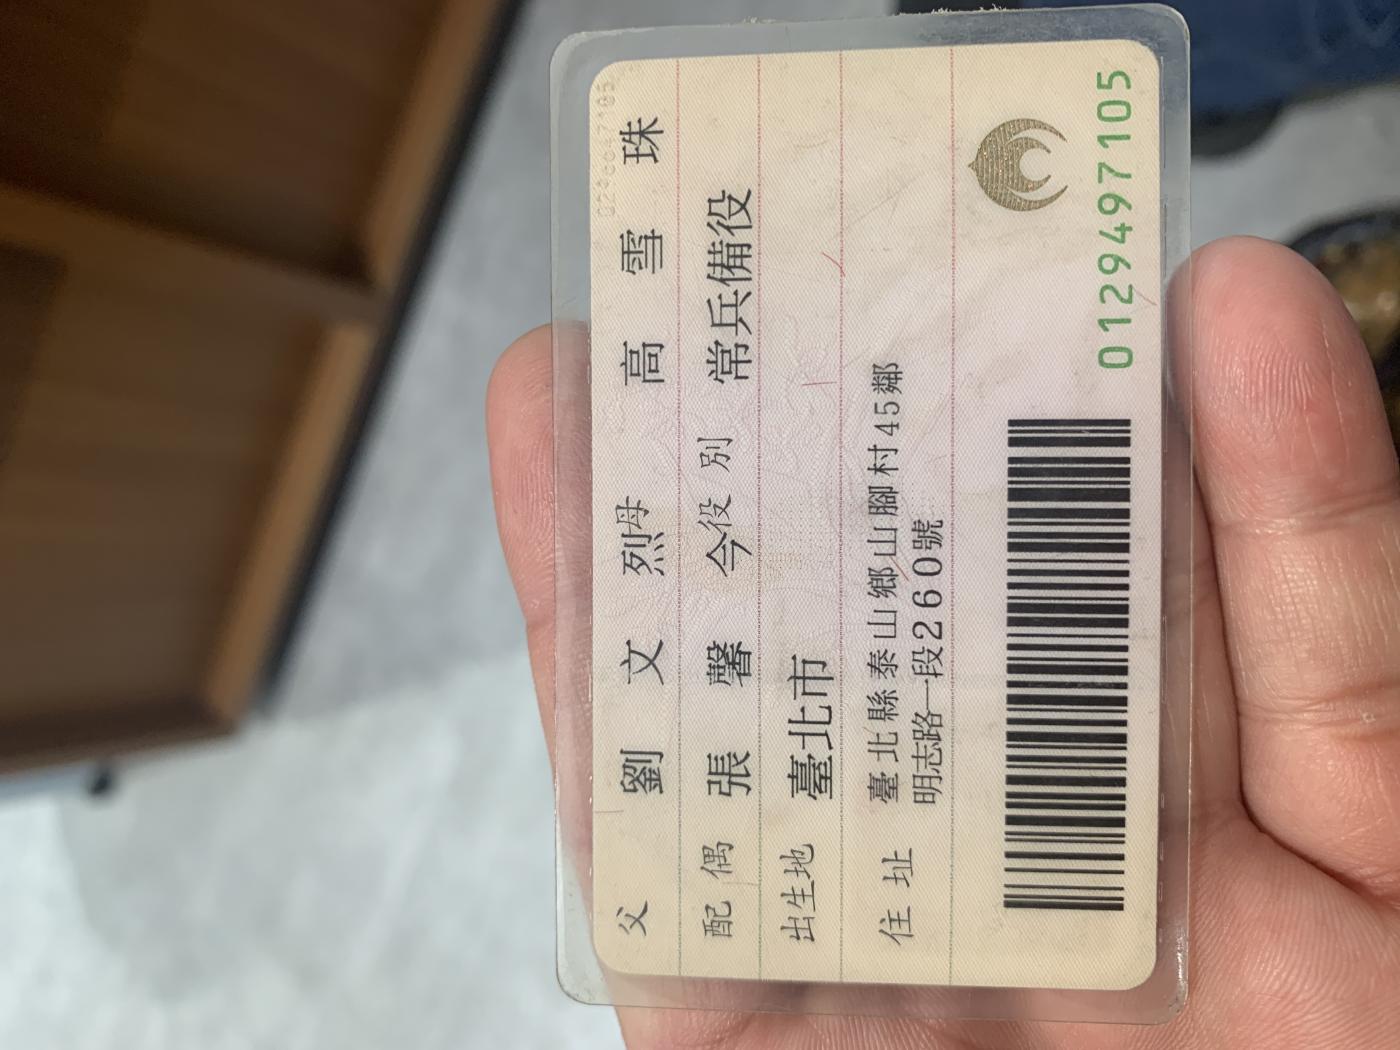 父 劉文烈 母 高雪珠
配偶 張馨今 役別 常兵備役
出生地 臺北市
住址 臺北縣泰山鄉山腳村45鄰
明志路一段260號
0129497105